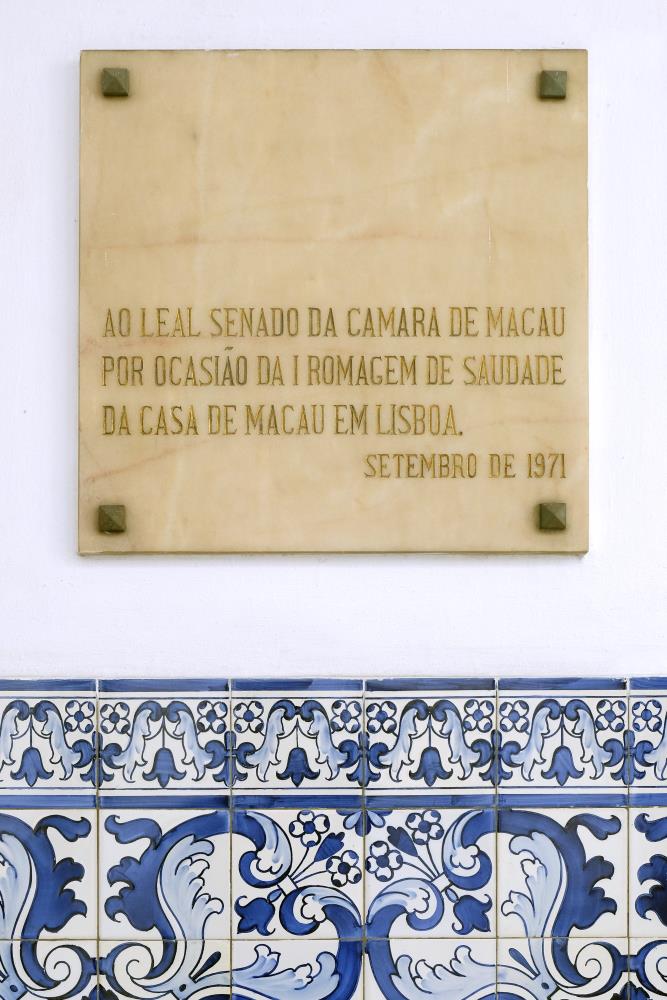 AO LEAL SENADO DA CAMARA DE MACAU
POR OCASIÃO DA I ROMAGEM DE SAUDADE
DA CASA DE MACAU EM LISBOA.
SETEMBRO DE 1971